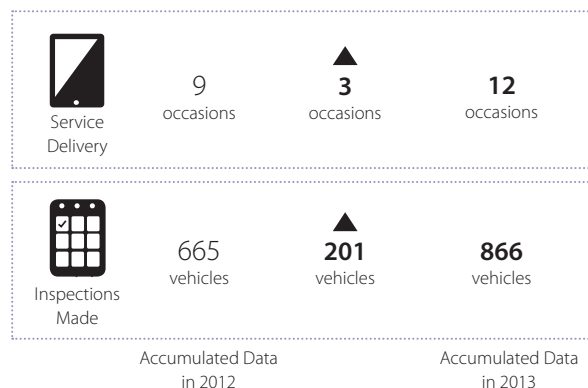 9 3 12
occasions occasions occasions
Service
Delivery
665 201 866
vehicles vehicles vehicles
Inspections
Made
Accumulated Data Accumulated Data
in 2012 in 2013